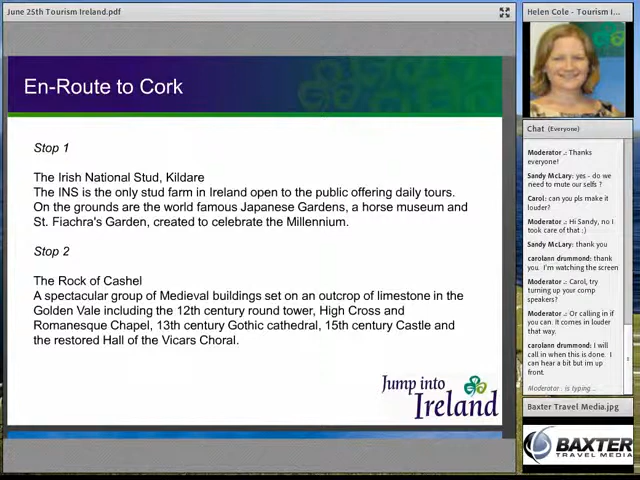 June 25th Tourism Ireland.pdf
En-Route to Cork
Stop 1
The Irish National Stud, Kildare
The INS is the only stud farm in Ireland open to the public offering daily tours.
On the grounds are the world famous Japanese Gardens, a horse museum and
St. Fiachra's Garden, created to celebrate the Millennium.
Stop 2
The Rock of Cashel
A spectacular group of Medieval buildings set on an outcrop of limestone in the
Golden Vale including the 12th century round tower, High Cross and
Romanesque Chapel, 13th century Gothic cathedral, 15th century Castle and
the restored Hall of the Vicars Choral.
Jump into
Ireland
Helen Cole - Tourism I...
Chat (Everyone)
Moderator .: Thanks
everyone!
Sandy McLary: yes - do we
need to mute our selfs ?
Carol: can you pls make it
louder?
Moderator .: Hi Sandy, no I
took care of that :)
Sandy McLary: thank you
carolann drummond: thank
you. I'm watching the screen
Moderator .: Carol, try
turning up your comp
speakers?
Moderator .: Or calling in if
you can. It comes in louder
that way.
carolann drummond: I will
call in when this is done. I
can hear a bit but im up
front.
Moderator : is typing...
Baxter Travel Media.jpg
BAXTER
TRAVEL MEDIA